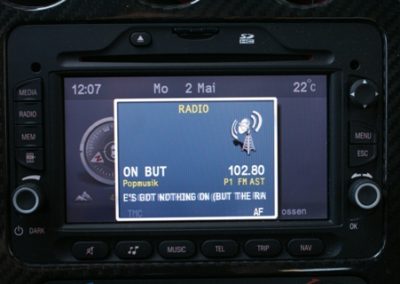 12:07 Mo 2 Mai 22°C
MEDIA
RADIO
MEM
MENU
ESC
RADIO
ON BUT 102.80
Popmusik P1 FM AST
E'S GOT NOTHING ON (BUT THE RA
TMC AF ossen
DARK OK
MUSIC TEL TRIP NAV